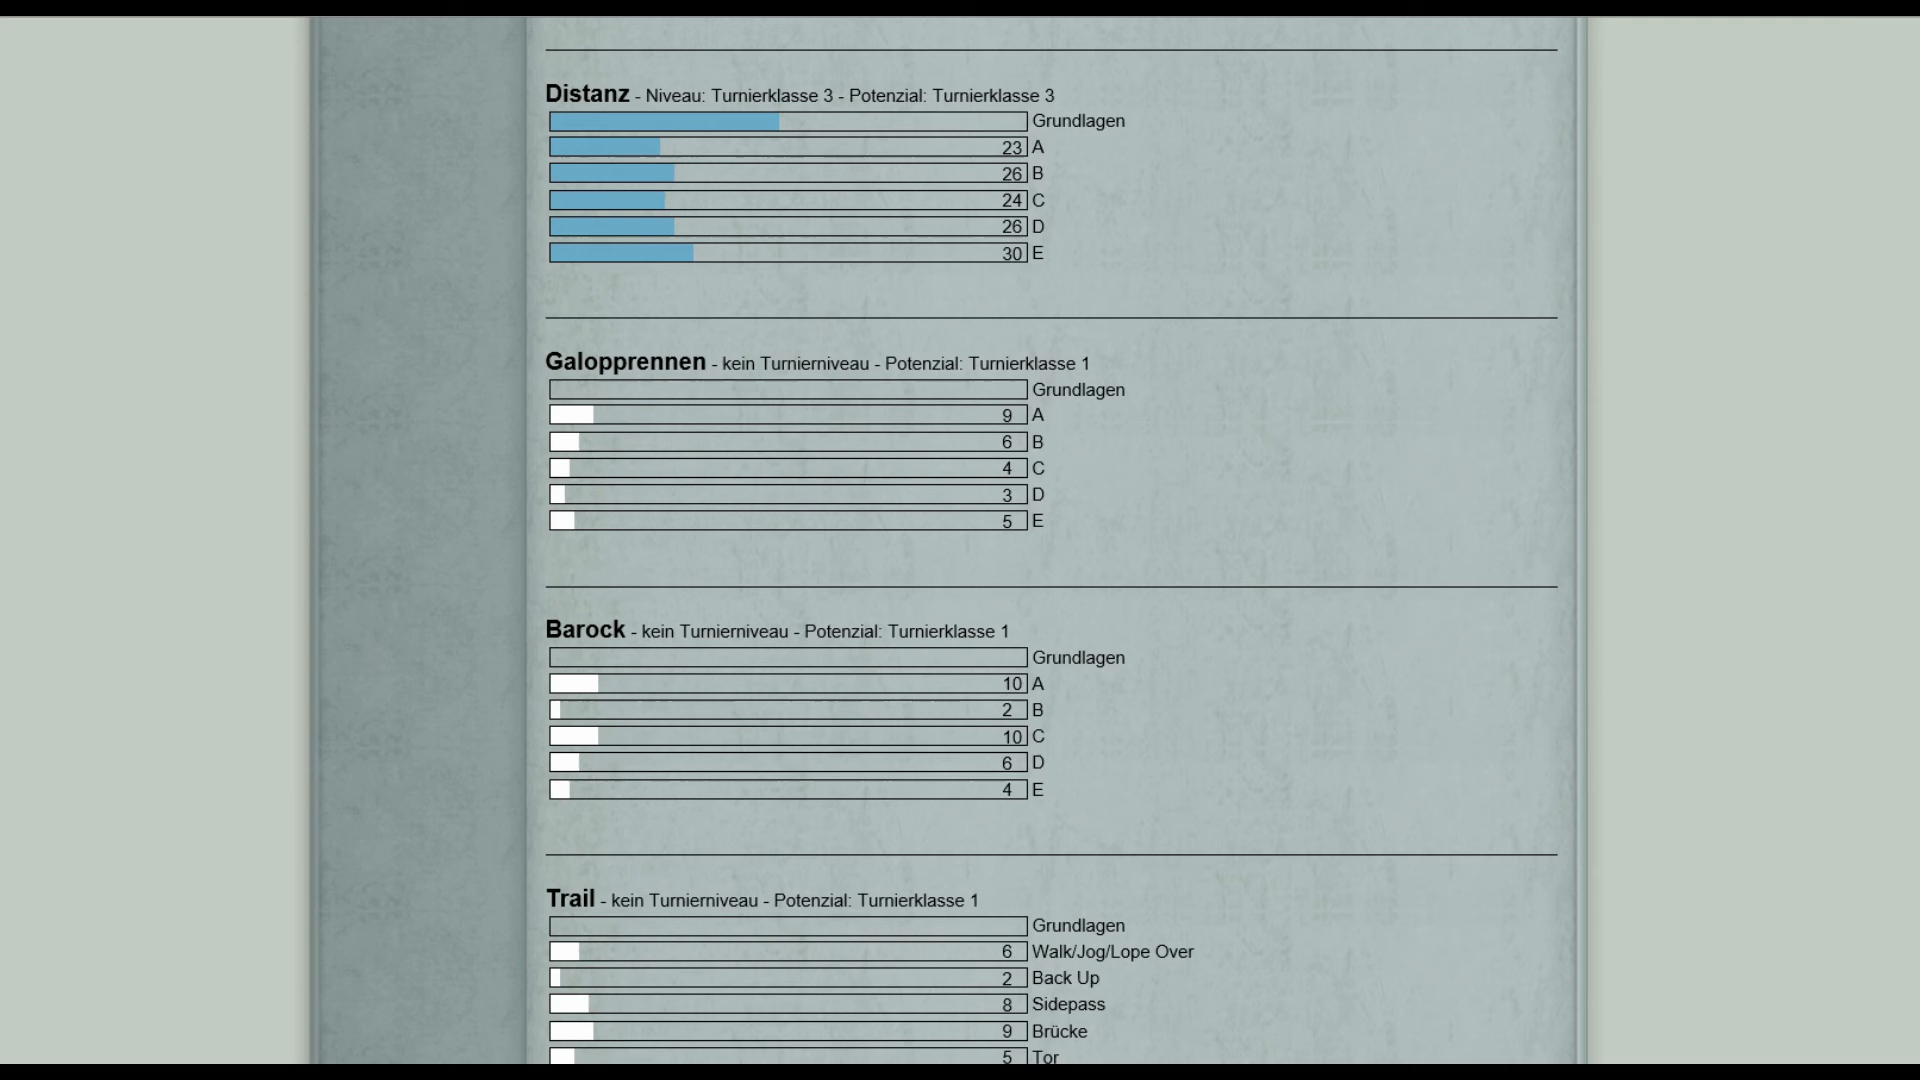 Distanz - Niveau: Turnierklasse 3 - Potenzial: Turnierklasse 3
Grundlagen
23 A
26 B
24 C
26 D
30 E
Galopprennen - kein Turnierniveau - Potenzial: Turnierklasse 1
Grundlagen
9 A
6 B
4 C
3 D
5 E
Barock - kein Turnierniveau - Potenzial: Turnierklasse 1
Grundlagen
10 A
2 B
10 C
6 D
4 E
Trail - kein Turnierniveau - Potenzial: Turnierklasse 1
Grundlagen
6 Walk/Jog/Lope Over
2 Back Up
8 Sidepass
9 Brücke
5 Tor